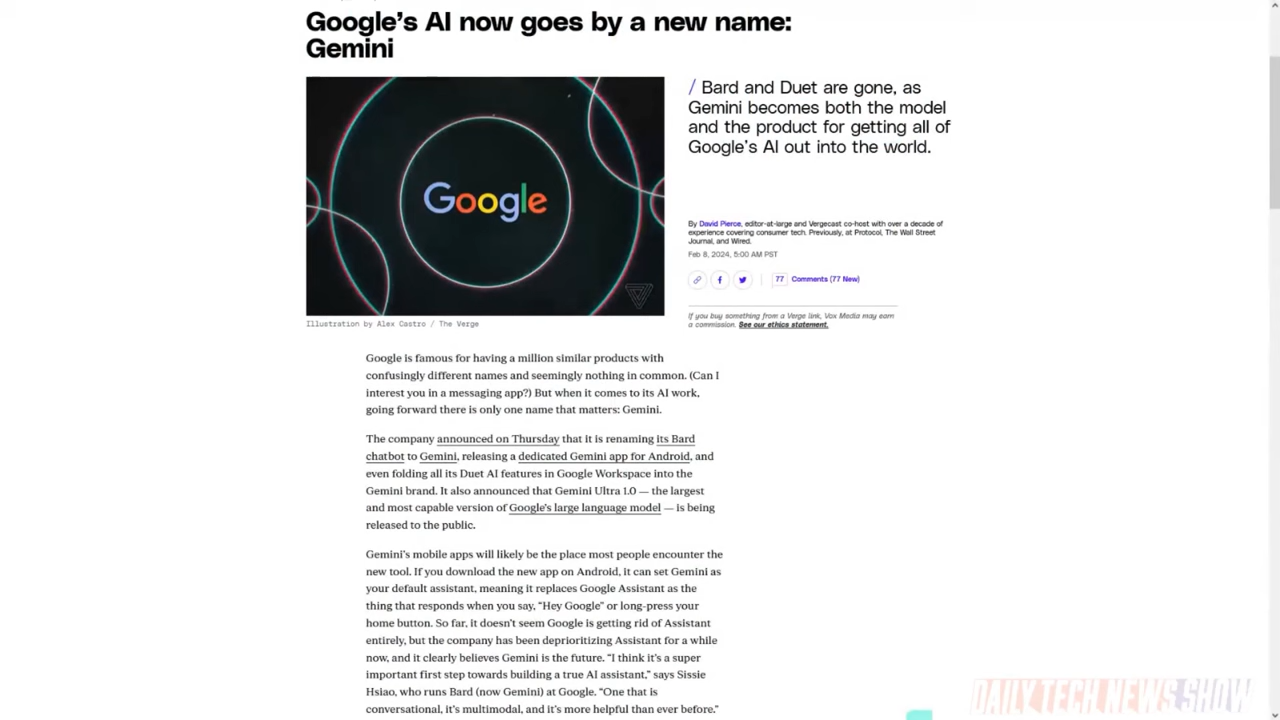 Google’s AI now goes by a new name:
Gemini
Google
/ Bard and Duet are gone, as
Gemini becomes both the model
and the product for getting all of
Google’s AI out into the world.
By David Pierce, editor-at-large and Vergecast co-host with over a decade of
experience covering consumer tech. Previously, at Protocol, The Wall Street
Journal, and Wired.
Feb 8, 2024, 5:00 AM PST
77 Comments (77 New)
If you buy something from a Verge link, Vox Media may earn
a commission. See our ethics statement.
Illustration by Alex Castro / The Verge
Google is famous for having a million similar products with
confusingly different names and seemingly nothing in common. (Can I
interest you in a messaging app?) But when it comes to its AI work,
going forward there is only one name that matters: Gemini.
The company announced on Thursday that it is renaming its Bard
chatbot to Gemini, releasing a dedicated Gemini app for Android, and
even folding all its Duet AI features in Google Workspace into the
Gemini brand. It also announced that Gemini Ultra 1.0 — the largest
and most capable version of Google’s large language model — is being
released to the public.
Gemini’s mobile apps will likely be the place most people encounter the
new tool. If you download the new app on Android, it can set Gemini as
your default assistant, meaning it replaces Google Assistant as the
thing that responds when you say, “Hey Google” or long-press your
home button. So far, it doesn’t seem Google is getting rid of Assistant
entirely, but the company has been deprioritizing Assistant for a while
now, and it clearly believes Gemini is the future. “I think it’s a super
important first step towards building a true AI assistant,” says Sissie
Hsiao, who runs Bard (now Gemini) at Google. “One that is
conversational, it’s multimodal, and it’s more helpful than ever before.”
DAILY TECH NEWS SHOW